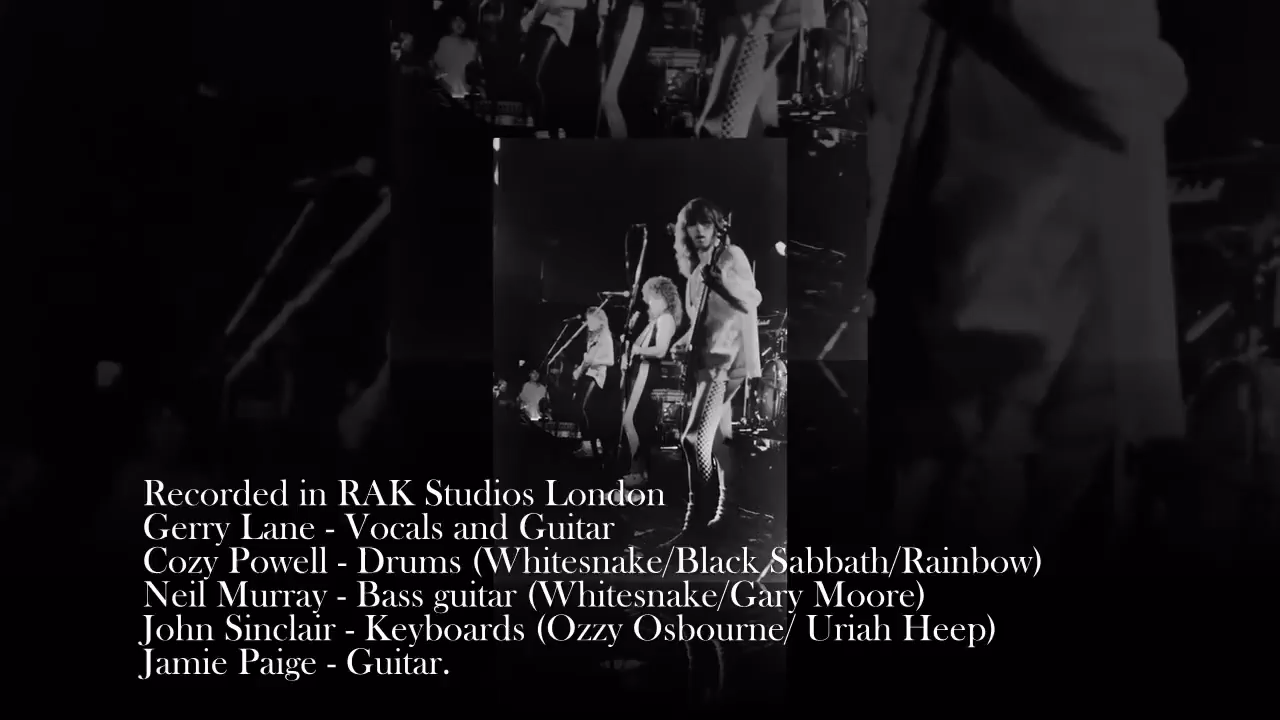 Recorded in RAK Studios London
Gerry Lane - Vocals and Guitar
Cozy Powell - Drums (Whitesnake/Black Sabbath/Rainbow)
Neil Murray - Bass guitar (Whitesnake/Gary Moore)
John Sinclair - Keyboards (Ozzy Osbourne/ Uriah Heep)
Jamie Paige - Guitar.